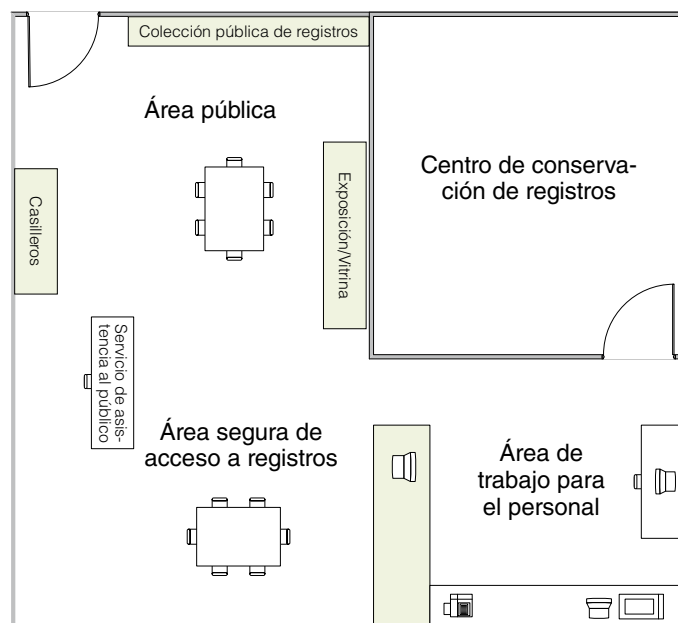 Colección pública de registros
Área pública
Centro de conserva-
ción de registros
Casilleros
Exposición/Vitrina
Servicio de asis-
tencia al público
Área segura de
acceso a registros
Área de
trabajo para
el personal